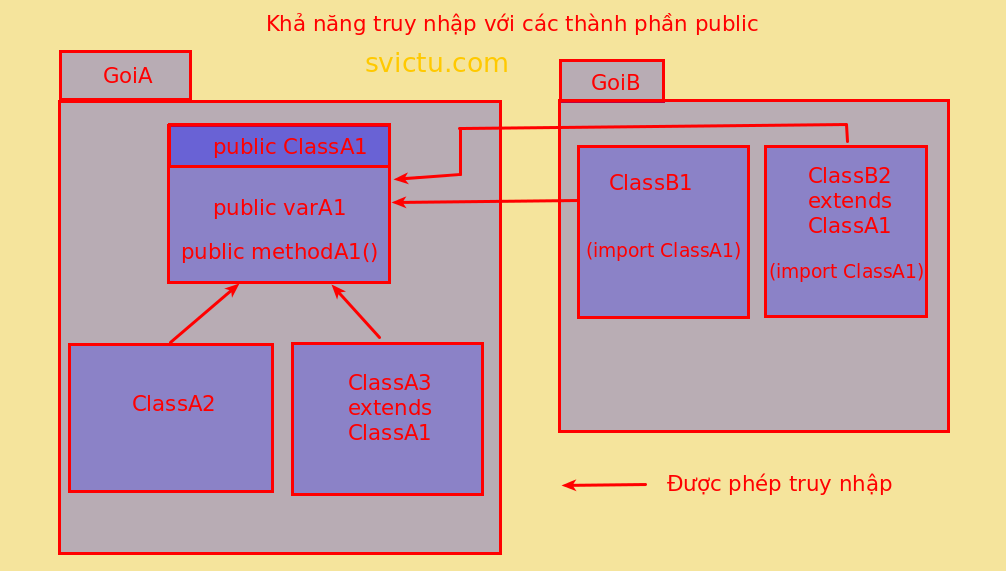 Khả năng truy nhập với các thành phần public
svictu.com
GoiA
GoiB
public ClassA1
public varA1
public methodA1()
ClassB1
(import ClassA1)
ClassB2
extends
ClassA1
(import ClassA1)
ClassA2
ClassA3
extends
ClassA1
Được phép truy nhập